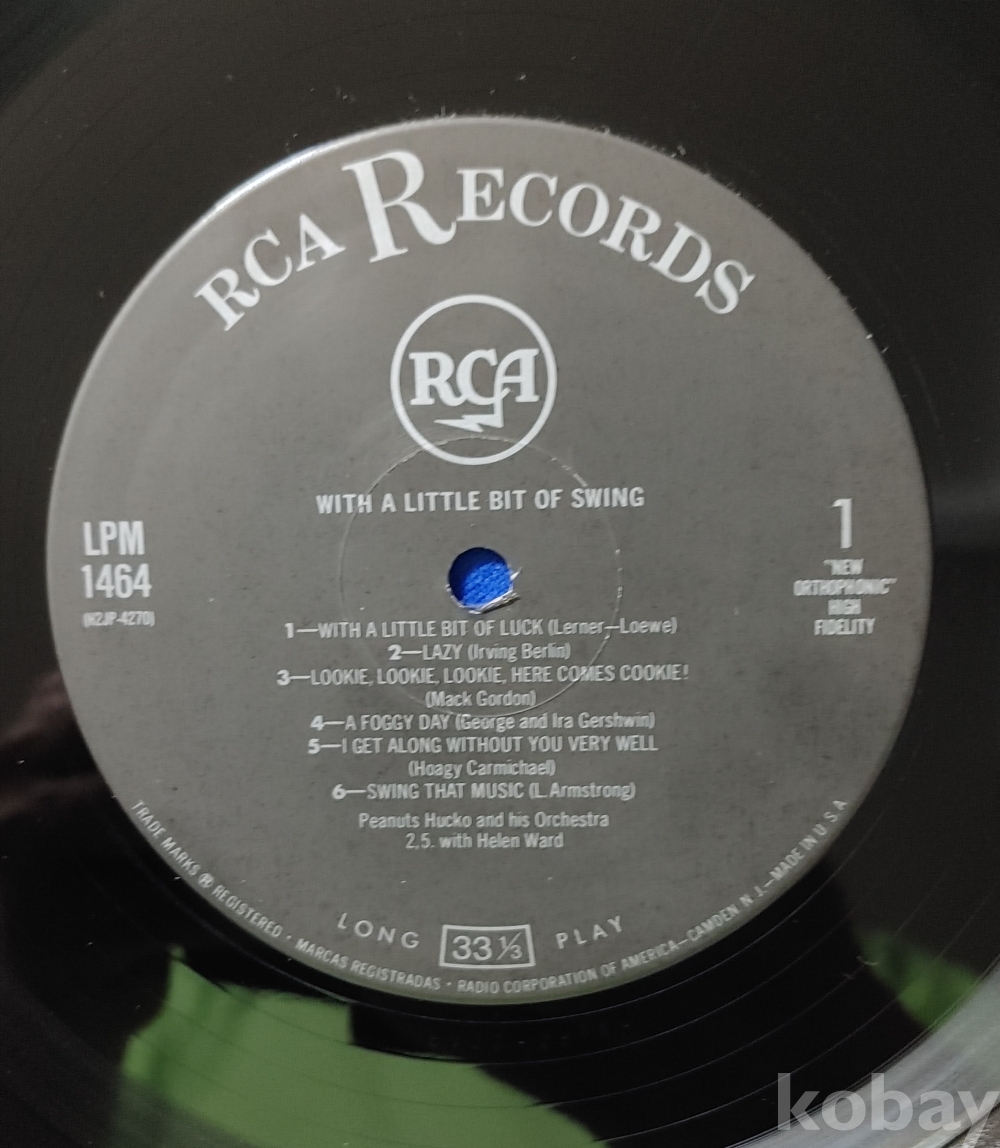 RCA RECORDS
RCA
WITH A LITTLE BIT OF SWING
LPM
1464
(H2JP-4270)
1
"NEW
ORTHOPHONIC"
HIGH
FIDELITY
1—WITH A LITTLE BIT OF LUCK (Lerner—Loewe)
2—LAZY (Irving Berlin)
3—LOOKIE, LOOKIE, LOOKIE, HERE COMES COOKIE!
(Mack Gordon)
4—A FOGGY DAY (George and Ira Gershwin)
5—I GET ALONG WITHOUT YOU VERY WELL
(Hoagy Carmichael)
6—SWING THAT MUSIC (L. Armstrong)
Peanuts Hucko and his Orchestra
2,5. with Helen Ward
LONG 33 1/3 PLAY
TRADE MARKS ® REGISTERED • MARCAS REGISTRADAS • RADIO CORPORATION OF AMERICA—CAMDEN N.J.—MADE IN U.S.A
kobay